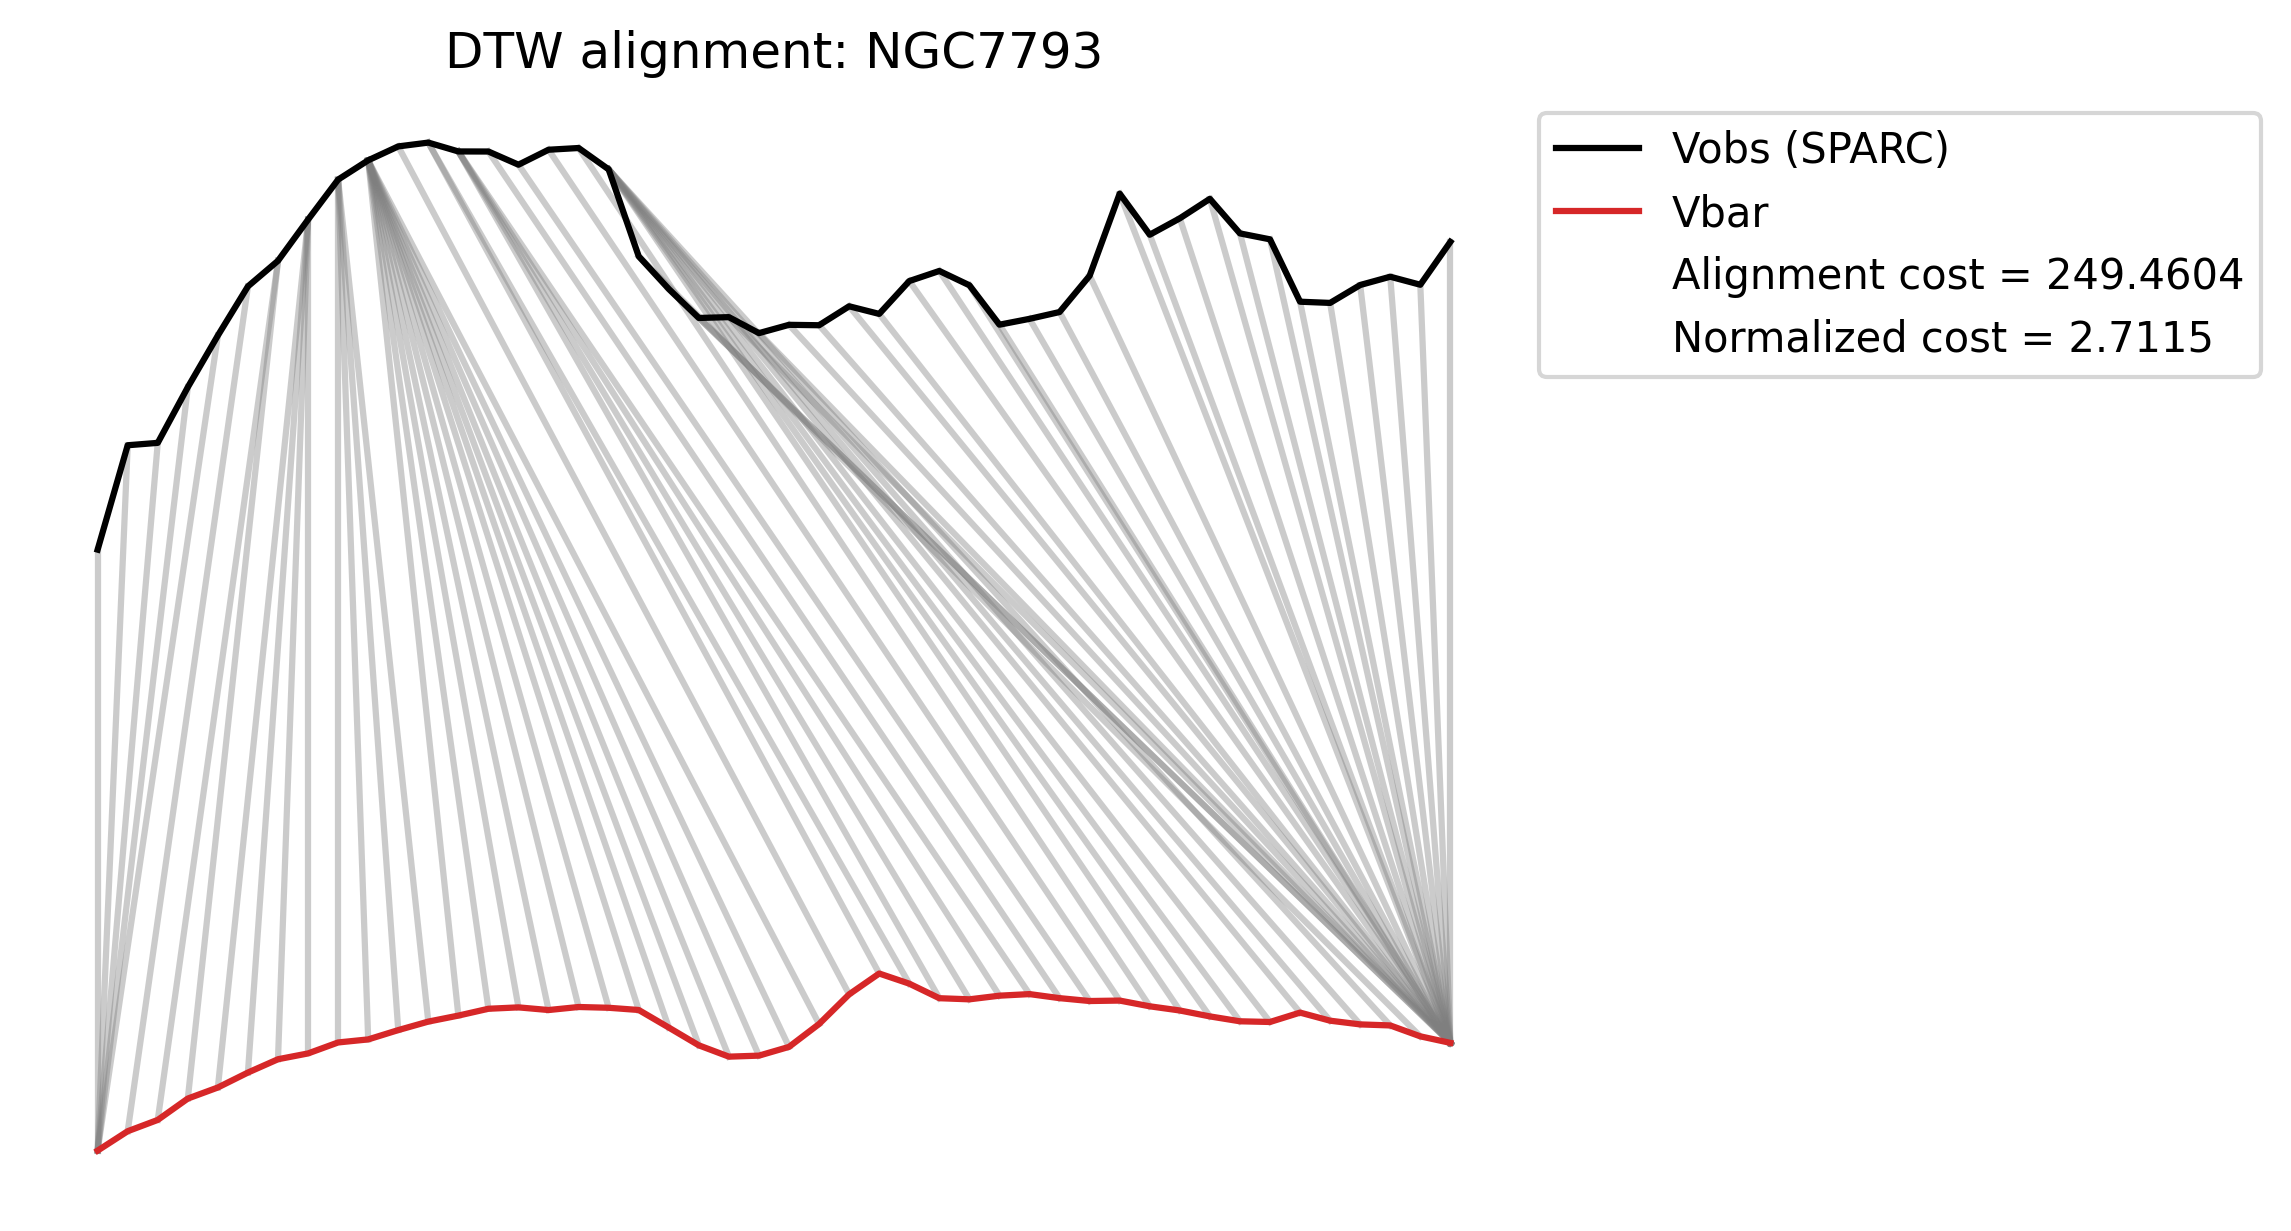 DTW alignment: NGC7793
Vobs (SPARC)
Vbar
Alignment cost = 249.4604
Normalized cost = 2.7115